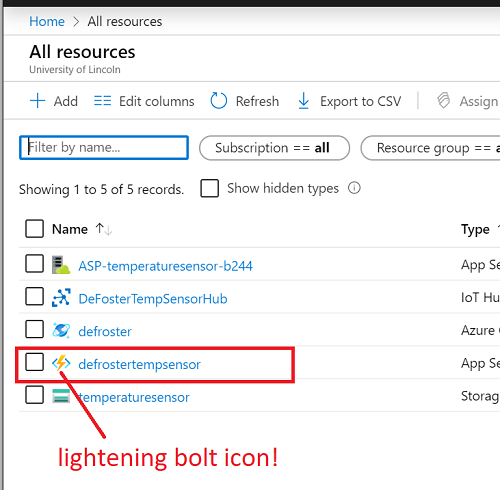 Home > All resources
All resources
University of Lincoln
Add Edit columns Refresh Export to CSV Assign
Filter by name... Subscription == all Resource group == a
Showing 1 to 5 of 5 records. Show hidden types
Name Type
ASP-temperaturesensor-b244 App Se
DeFosterTempSensorHub IoT Hu
defroster Azure
defrostertempsensor App Se
temperaturesensor Storag
lightening bolt icon!